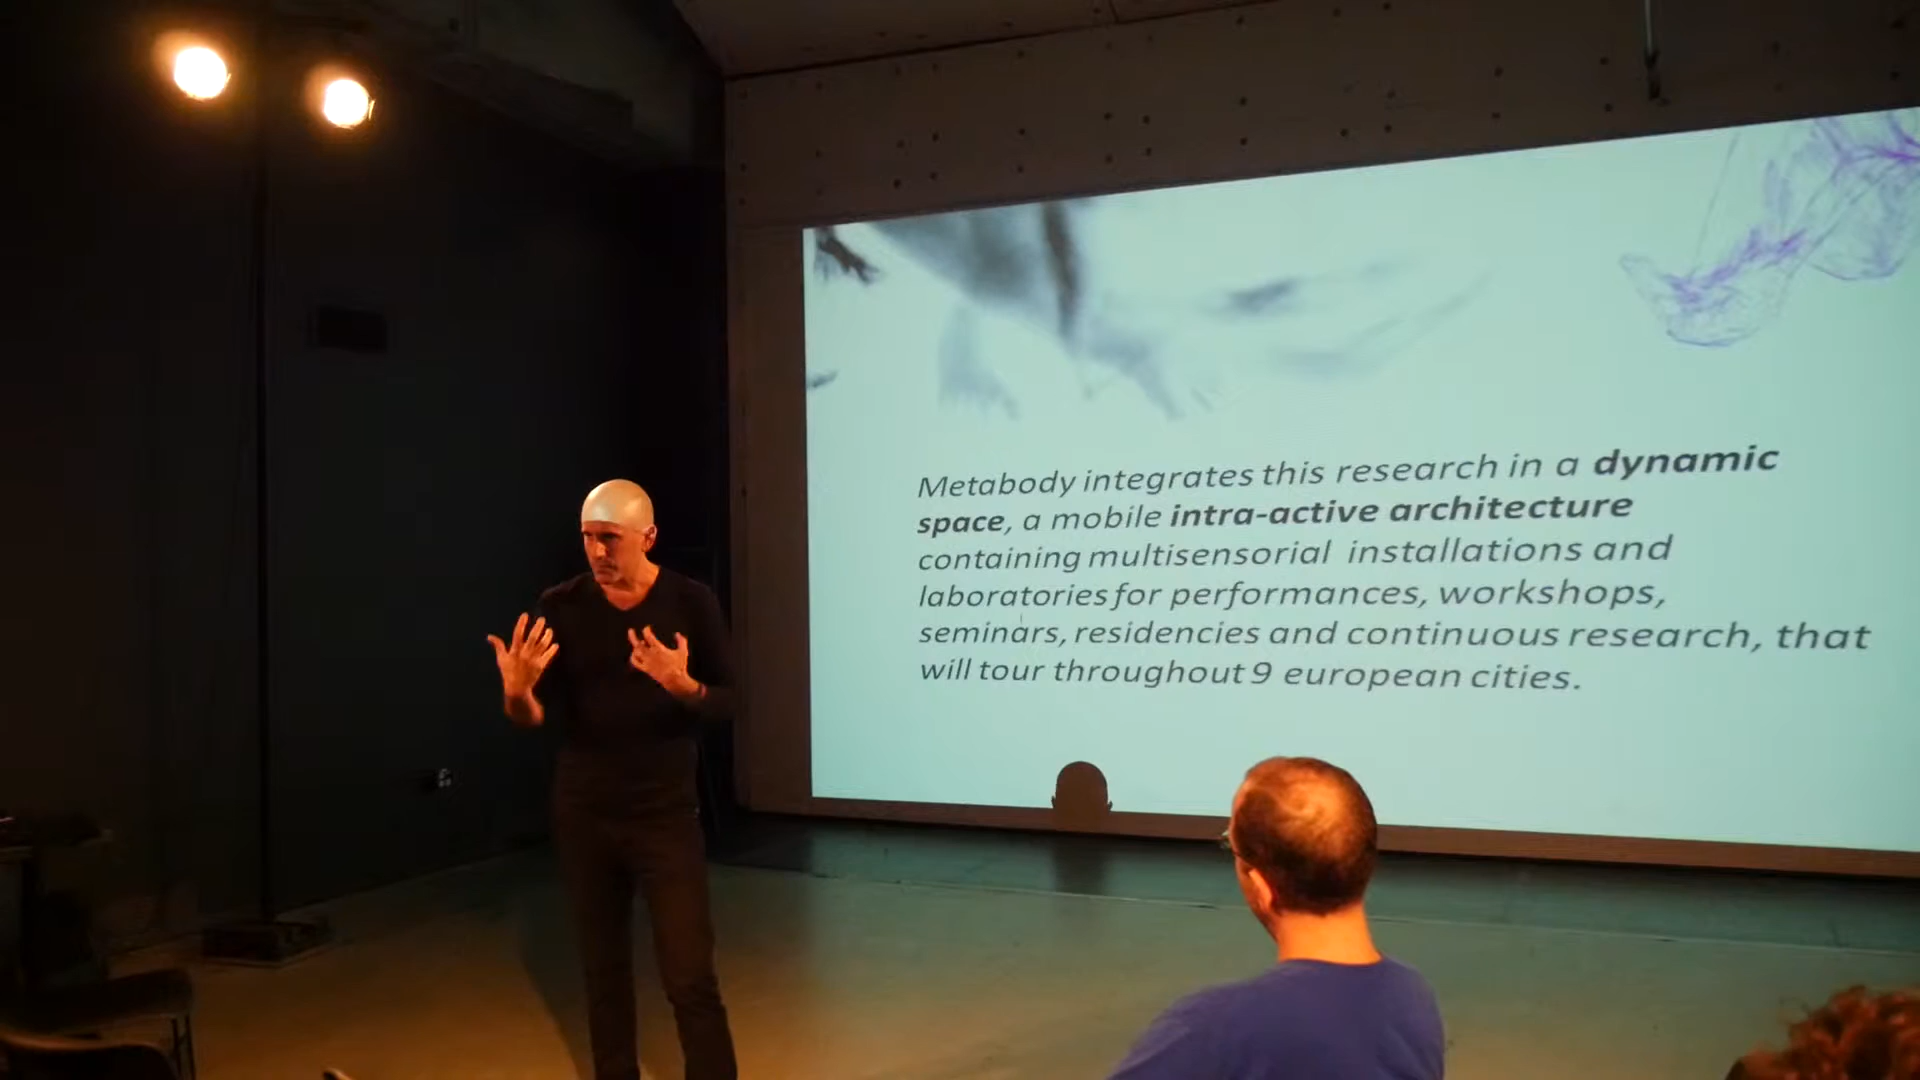 Metabody integrates this research in a dynamic
space, a mobile intra-active architecture
containing multisensorial installations and
laboratories for performances, workshops,
seminars, residencies and continuous research, that
will tour throughout 9 european cities.